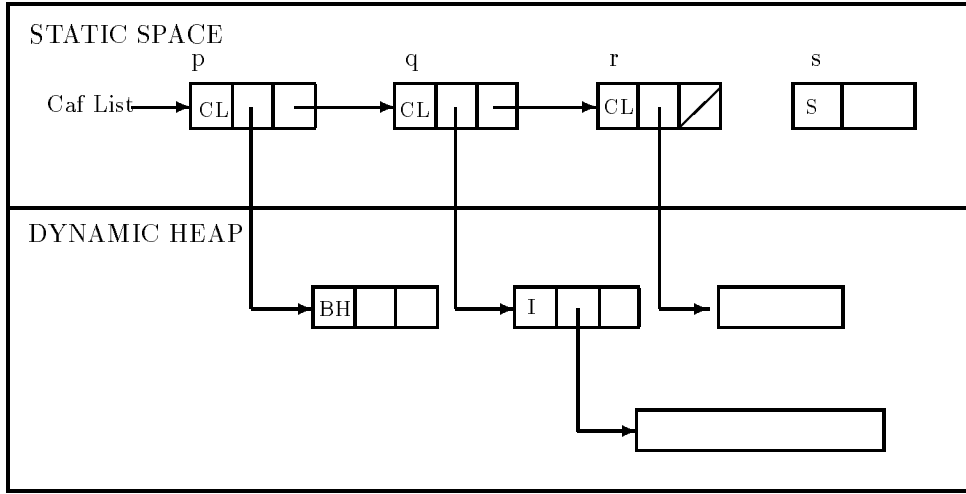 STATIC SPACE
p q r s
Caf List CL CL CL S
DYNAMIC HEAP
BH I